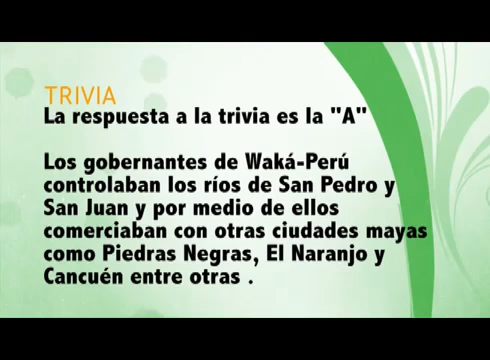 TRIVIA
La respuesta a la trivia es la "A"
Los gobernantes de Waká-Perú
controlaban los ríos de San Pedro y
San Juan y por medio de ellos
comerciaban con otras ciudades mayas
como Piedras Negras, El Naranjo y
Cancuén entre otras .